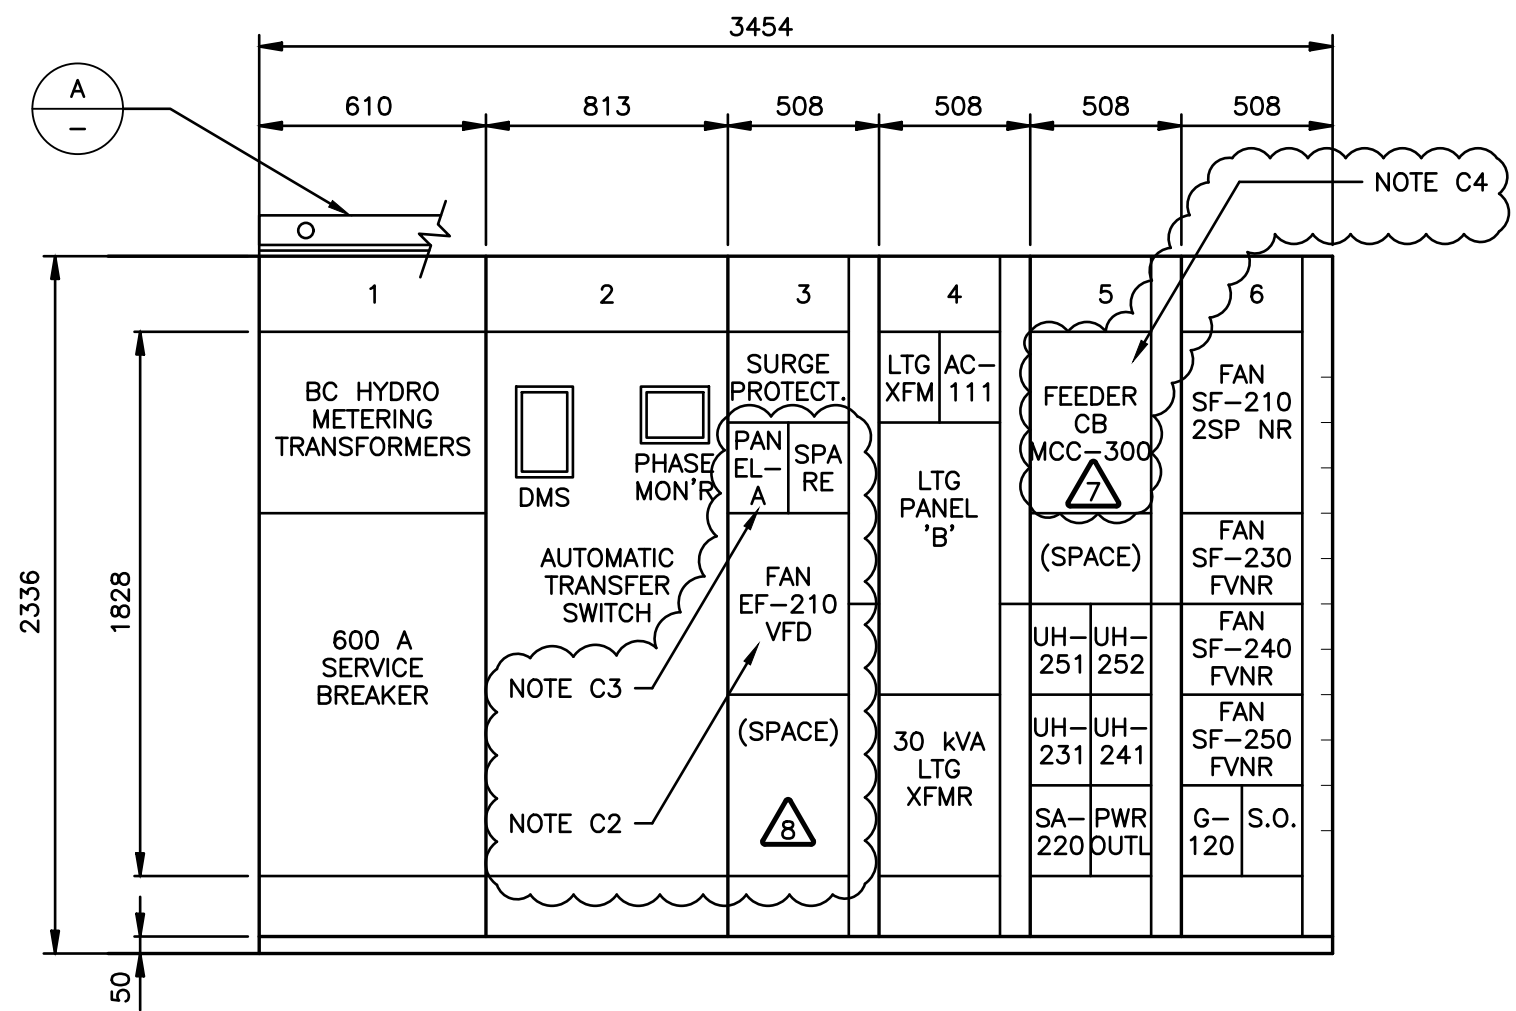 3454
A
–
610
813
508
508
508
508
NOTE C4
1
2
3
4
5
6
BC HYDRO
METERING
TRANSFORMERS
600 A
SERVICE
BREAKER
DMS
PHASE
MON'R
AUTOMATIC
TRANSFER
SWITCH
NOTE C3
NOTE C2
SURGE
PROTECT.
PAN
EL-
A
SPA
RE
FAN
EF-210
VFD
(SPACE)
8
LTG
XFM
AC-
111
LTG
PANEL
'B'
30 kVA
LTG
XFMR
FEEDER
CB
MCC-300
7
(SPACE)
UH-
251
UH-
252
UH-
231
UH-
241
SA-
220
PWR
OUTL
FAN
SF-210
2SP NR
FAN
SF-230
FVNR
FAN
SF-240
FVNR
FAN
SF-250
FVNR
G-
120
S.O.
2336
1828
50